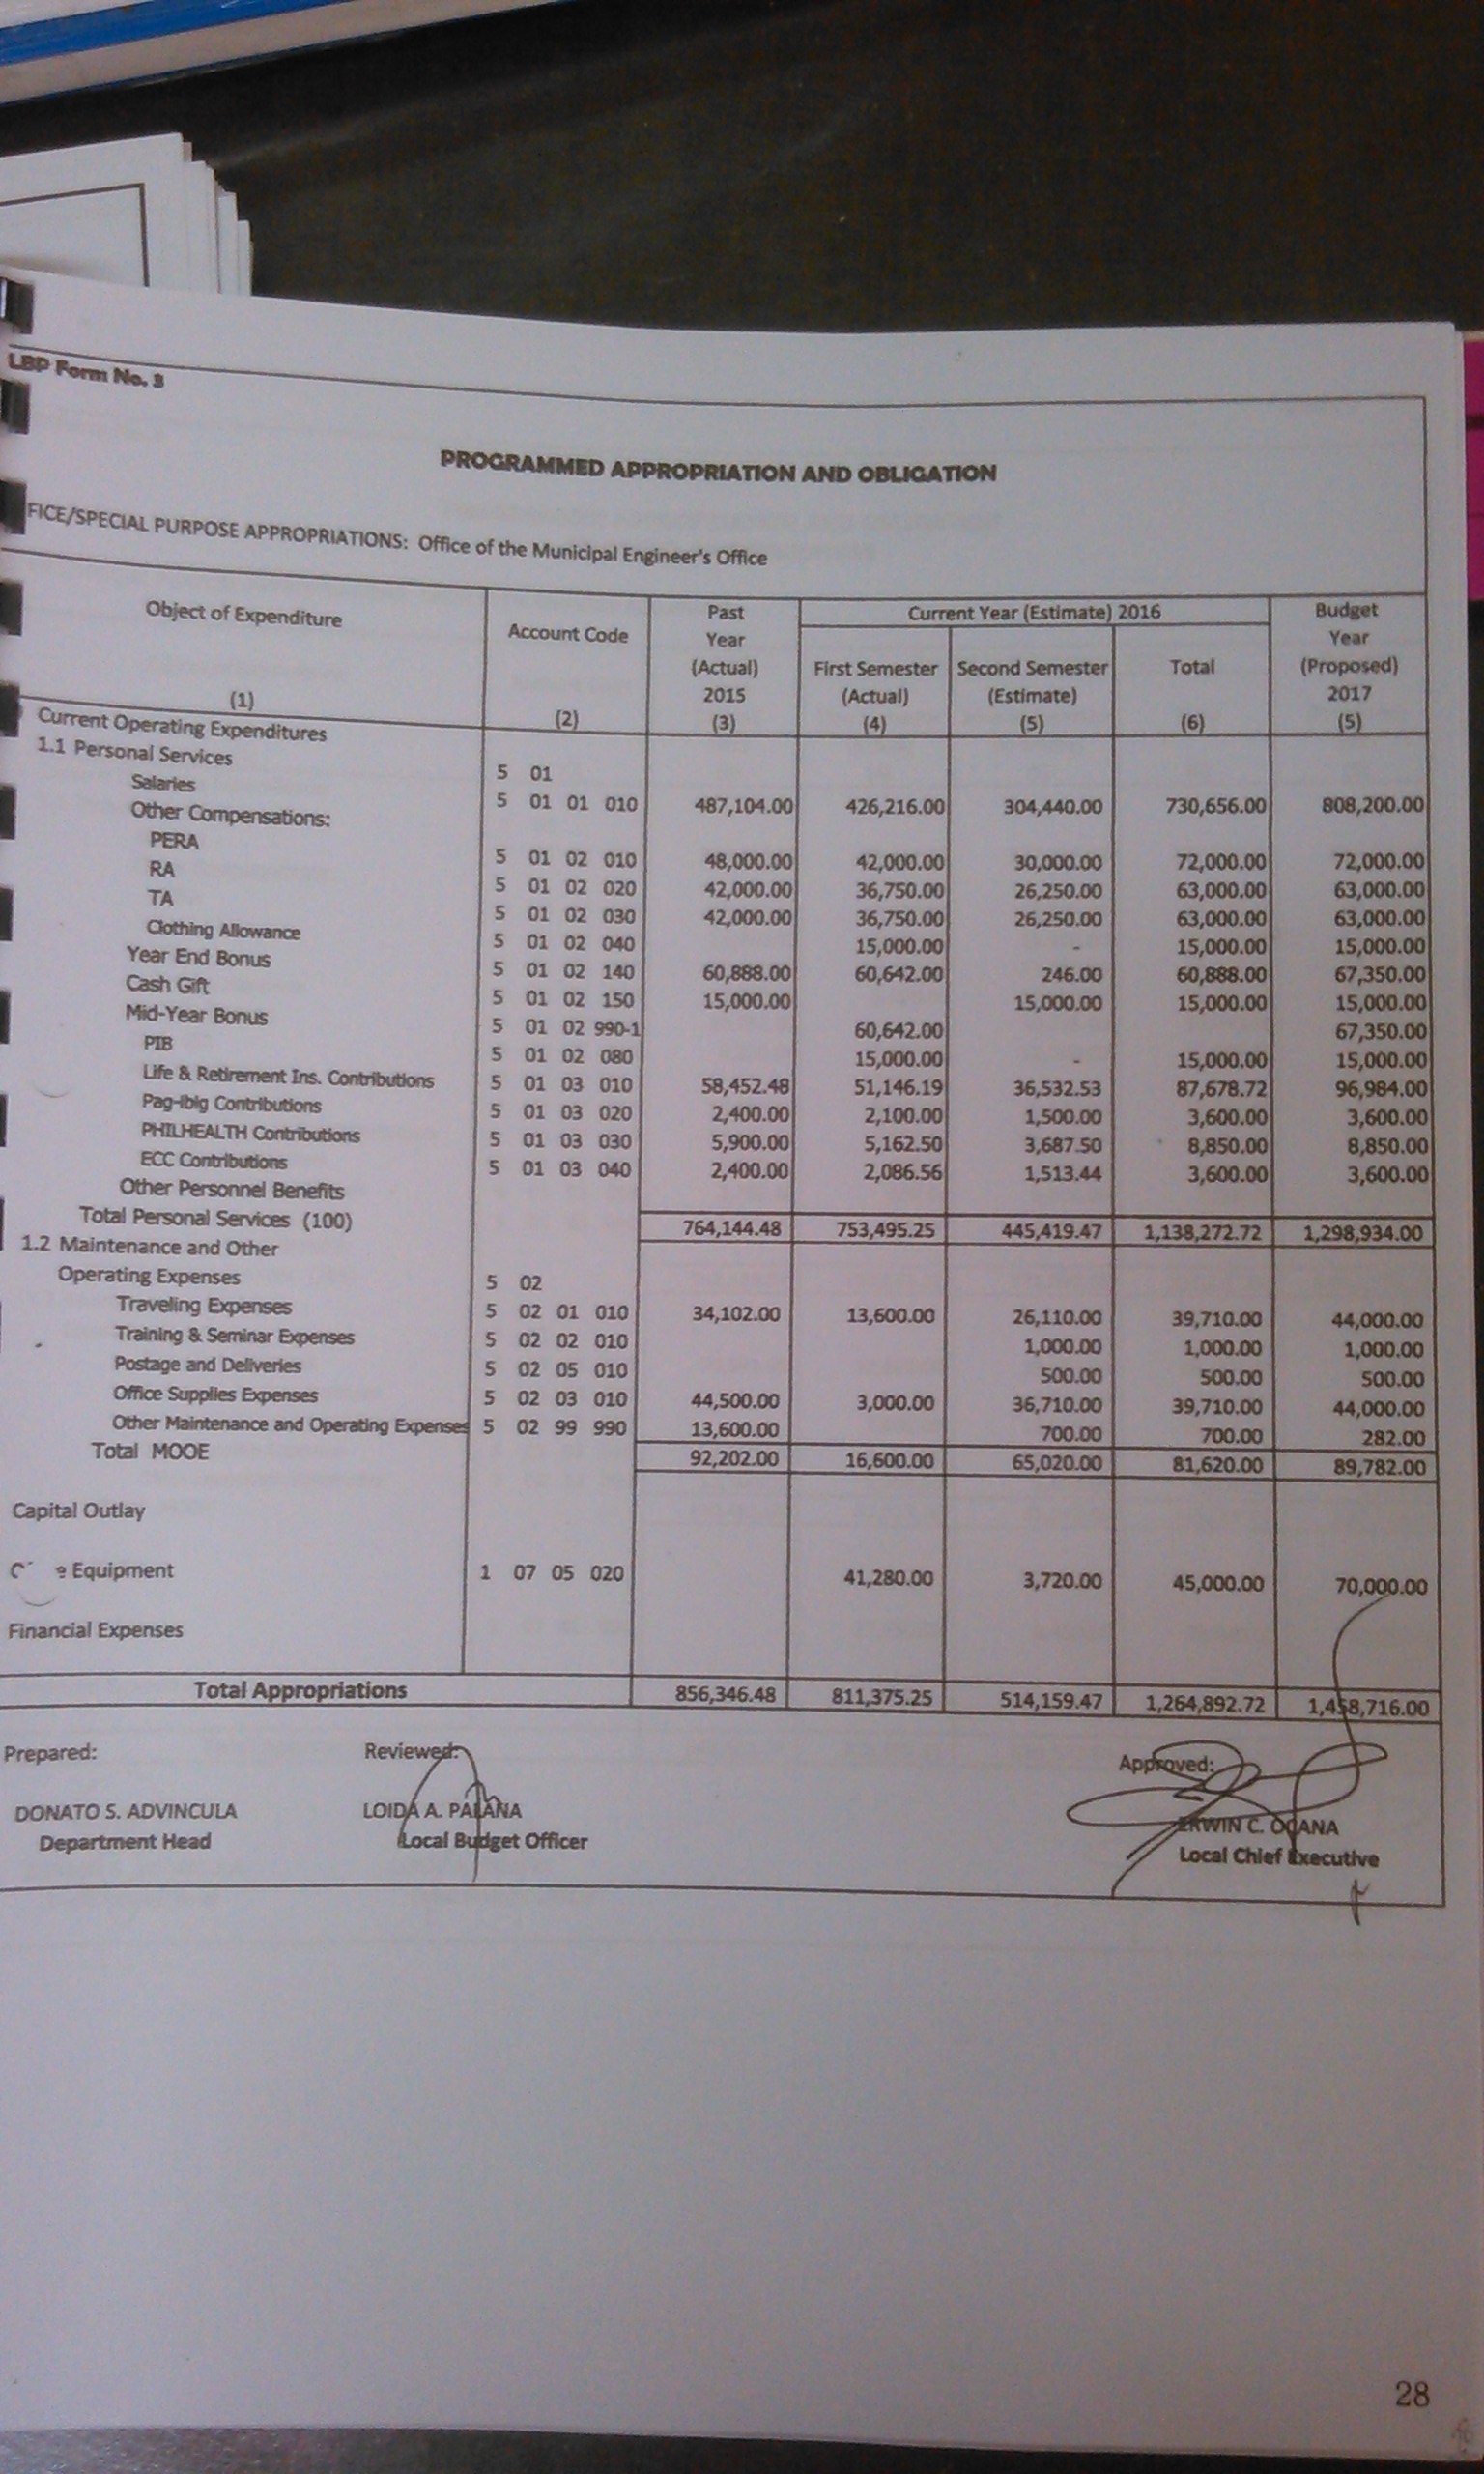 LBP Form No. 3
PROGRAMMED APPROPRIATION AND OBLIGATION
FICE/SPECIAL PURPOSE APPROPRIATIONS: Office of the Municipal Engineer's Office
Object of Expenditure (1) Account Code (2) Past Year (Actual) 2015 (3) Current Year (Estimate) 2016 First Semester (Actual) (4) Second Semester (Estimate) (5) Total (6) Budget Year (Proposed) 2017 (5)
Current Operating Expenditures
1.1 Personal Services 5 01
Salaries 5 01 01 010 487,104.00 426,216.00 304,440.00 730,656.00 808,200.00
Other Compensations:
PERA 5 01 02 010 48,000.00 42,000.00 30,000.00 72,000.00 72,000.00
RA 5 01 02 020 42,000.00 36,750.00 26,250.00 63,000.00 63,000.00
TA 5 01 02 030 42,000.00 36,750.00 26,250.00 63,000.00 63,000.00
Clothing Allowance 5 01 02 040 15,000.00 - 15,000.00 15,000.00
Year End Bonus 5 01 02 140 60,888.00 60,642.00 246.00 60,888.00 67,350.00
Cash Gift 5 01 02 150 15,000.00 15,000.00 15,000.00 15,000.00
Mid-Year Bonus 5 01 02 990-1 60,642.00 67,350.00
PIB 5 01 02 080 15,000.00 - 15,000.00 15,000.00
Life & Retirement Ins. Contributions 5 01 03 010 58,452.48 51,146.19 36,532.53 87,678.72 96,984.00
Pag-ibig Contributions 5 01 03 020 2,400.00 2,100.00 1,500.00 3,600.00 3,600.00
PHILHEALTH Contributions 5 01 03 030 5,900.00 5,162.50 3,687.50 8,850.00 8,850.00
ECC Contributions 5 01 03 040 2,400.00 2,086.56 1,513.44 3,600.00 3,600.00
Other Personnel Benefits
Total Personal Services (100) 764,144.48 753,495.25 445,419.47 1,138,272.72 1,298,934.00
1.2 Maintenance and Other
Operating Expenses 5 02
Traveling Expenses 5 02 01 010 34,102.00 13,600.00 26,110.00 39,710.00 44,000.00
Training & Seminar Expenses 5 02 02 010 1,000.00 1,000.00 1,000.00
Postage and Deliveries 5 02 05 010 500.00 500.00 500.00
Office Supplies Expenses 5 02 03 010 44,500.00 3,000.00 36,710.00 39,710.00 44,000.00
Other Maintenance and Operating Expenses 5 02 99 990 13,600.00 700.00 700.00 282.00
Total MOOE 92,202.00 16,600.00 65,020.00 81,620.00 89,782.00
Capital Outlay
Equipment 1 07 05 020 41,280.00 3,720.00 45,000.00 70,000.00
Financial Expenses
Total Appropriations 856,346.48 811,375.25 514,159.47 1,264,892.72 1,458,716.00
Prepared: Reviewed: Approved:
DONATO S. ADVINCULA LOIDA A. PALANA ERWIN C. OCANA
Department Head Local Budget Officer Local Chief Executive
28